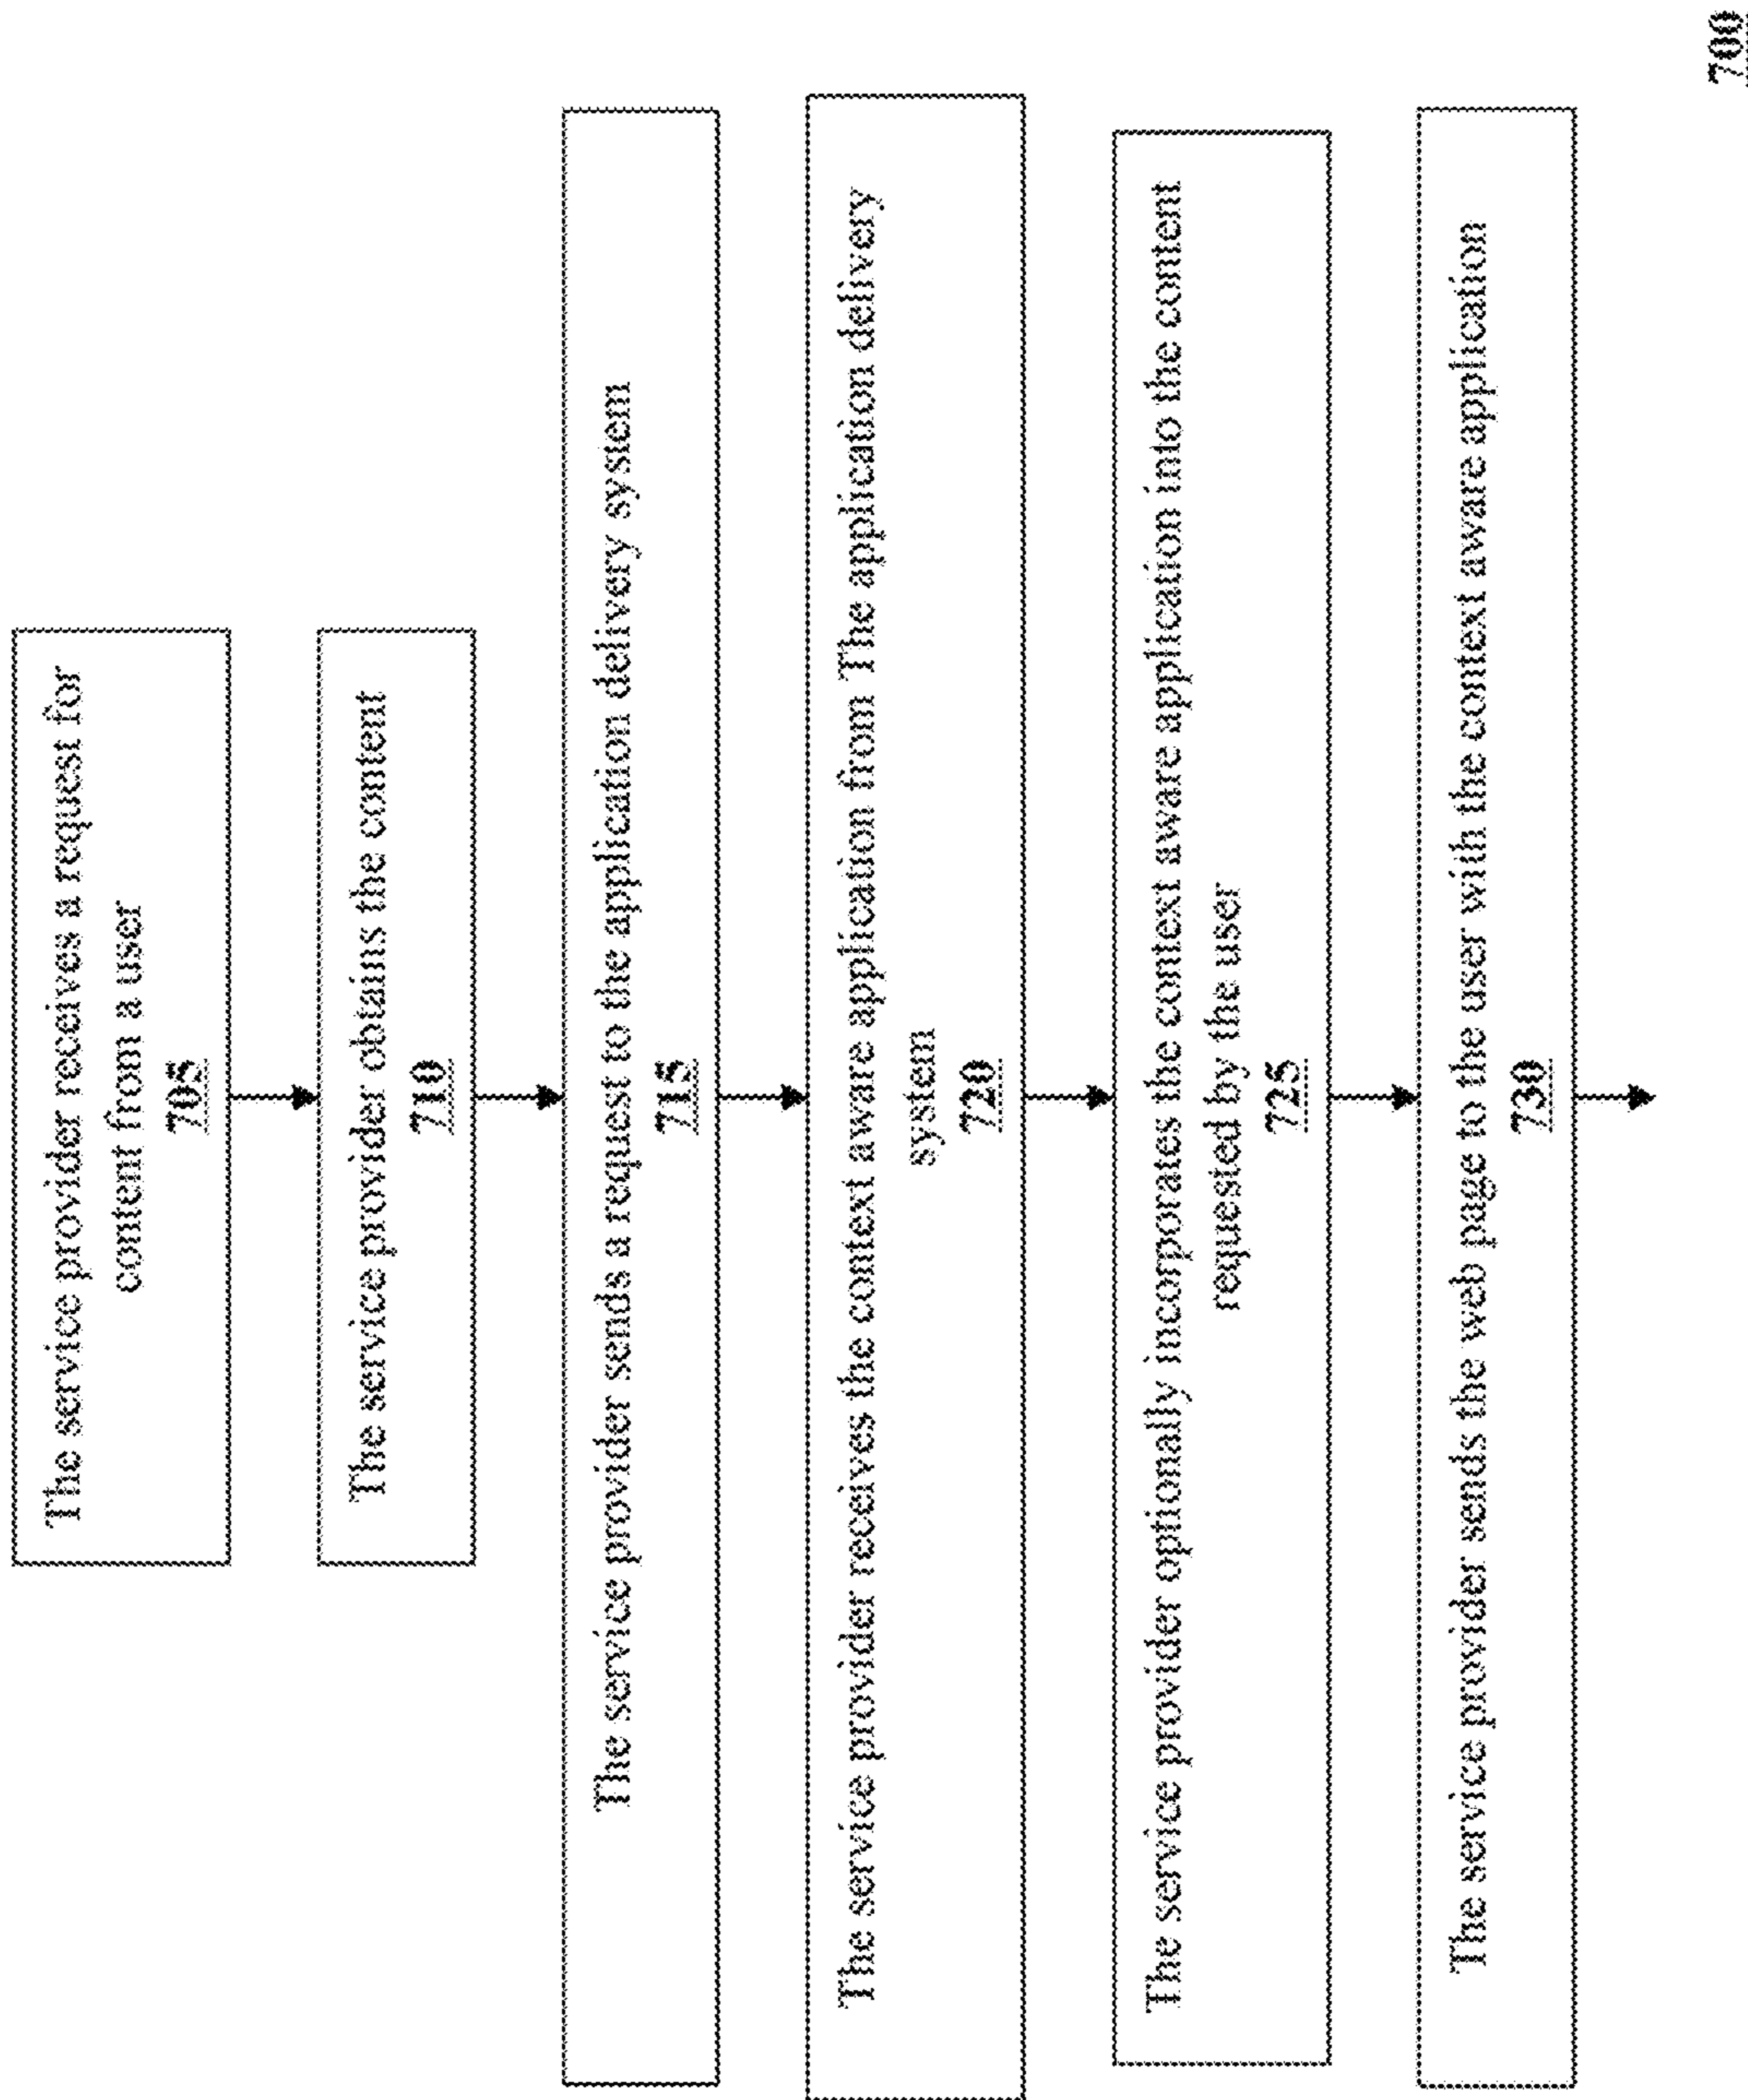 The service provider receives a request for
content from a user
705
The service provider obtains the content
710
The service provider sends a request to the application delivery system
715
The service provider receives the context aware application from The application delivery
system
720
The service provider optionally incorporates the context aware application into the content
requested by the user
725
The service provider sends the web page to the user with the context aware application
730
700